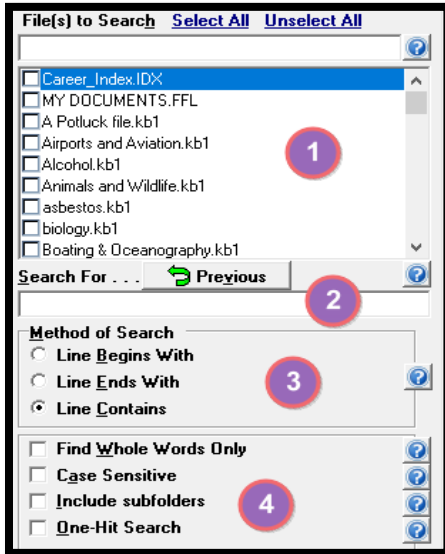 File(s) to Search Select All Unselect All
Career_Index.IDX
MY DOCUMENTS.FFL
A Potluck file.kb1
Airports and Aviation.kb1
1
Alcohol.kb1
Animals and Wildlife.kb1
asbestos.kb1
biology.kb1
Boating & Oceanography.kb1
Search For . . . Previous
2
Method of Search
Line Begins With
Line Ends With
3
Line Contains
Find Whole Words Only
Case Sensitive
Include subfolders
4
One-Hit Search